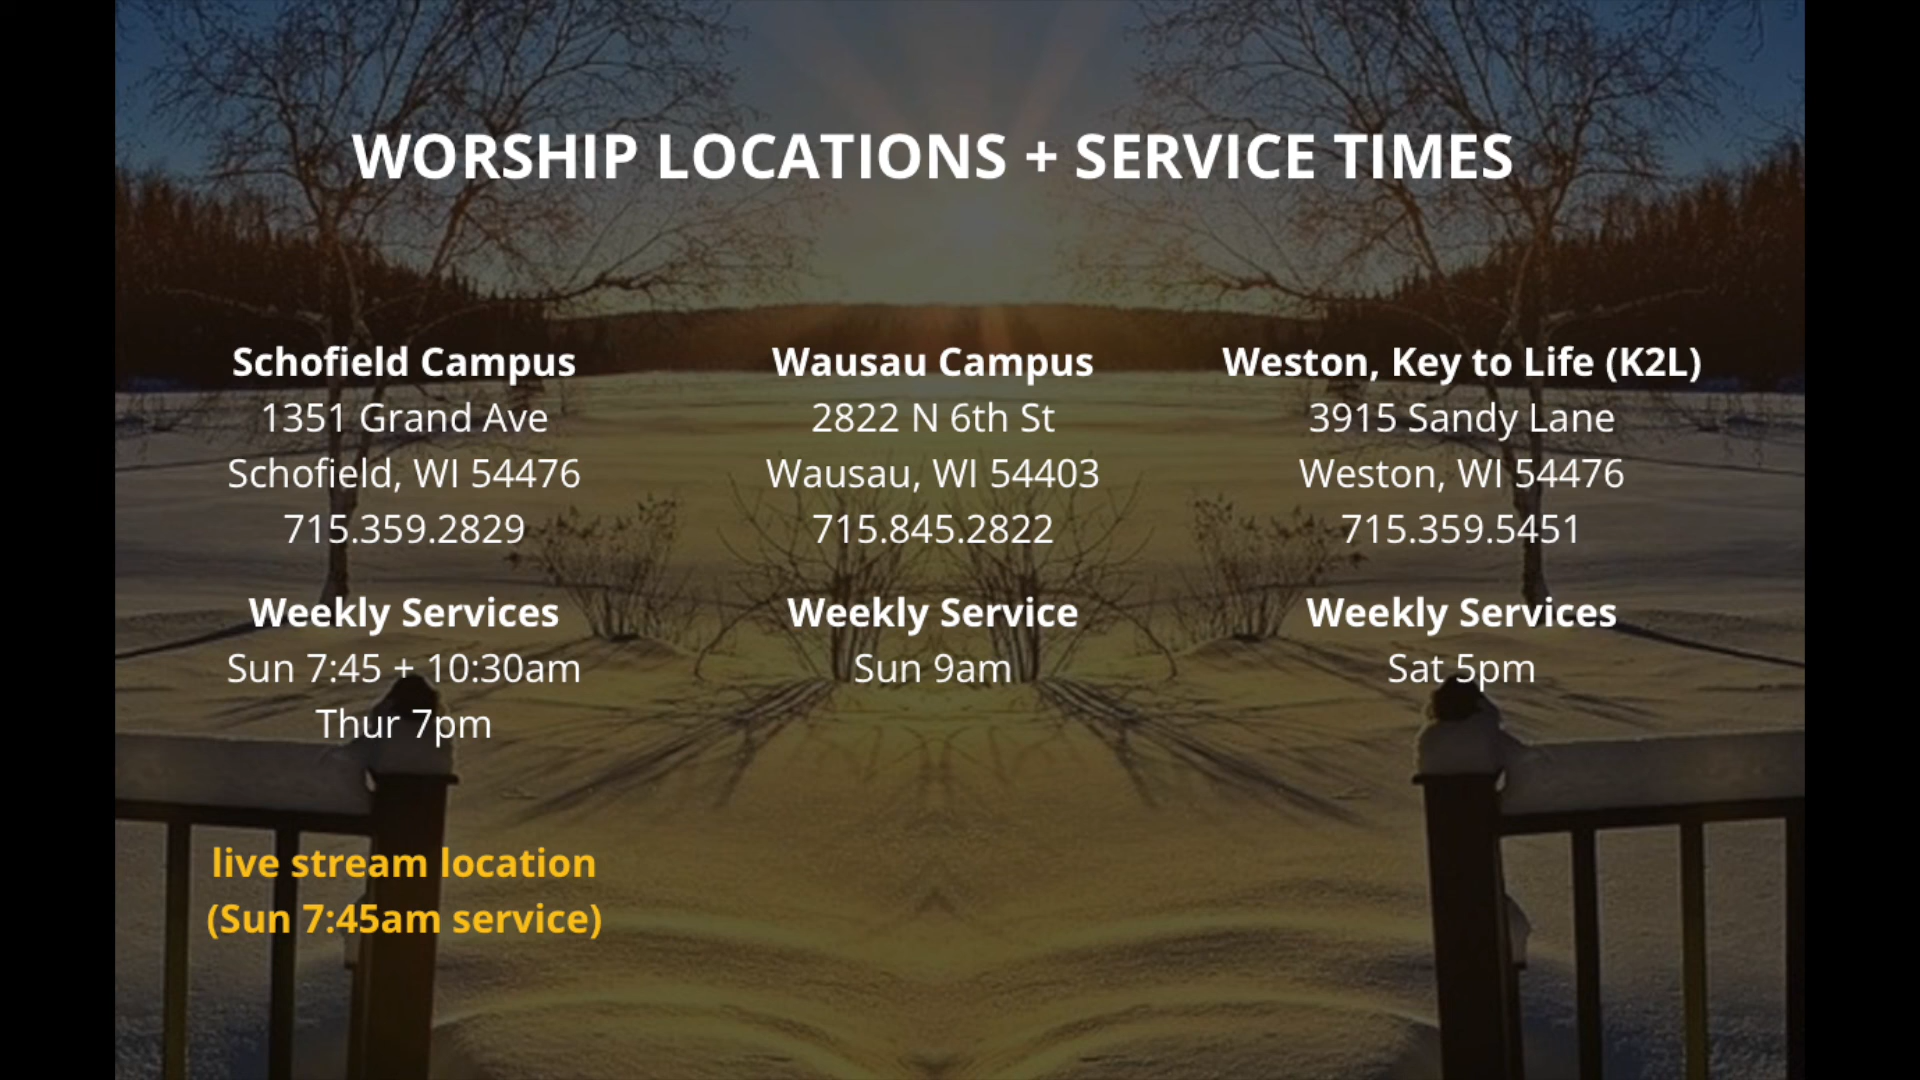 WORSHIP LOCATIONS + SERVICE TIMES
Schofield Campus
1351 Grand Ave
Schofield, WI 54476
715.359.2829
Weekly Services
Sun 7:45 + 10:30am
Thur 7pm
live stream location
(Sun 7:45am service)
Wausau Campus
2822 N 6th St
Wausau, WI 54403
715.845.2822
Weekly Service
Sun 9am
Weston, Key to Life (K2L)
3915 Sandy Lane
Weston, WI 54476
715.359.5451
Weekly Services
Sat 5pm